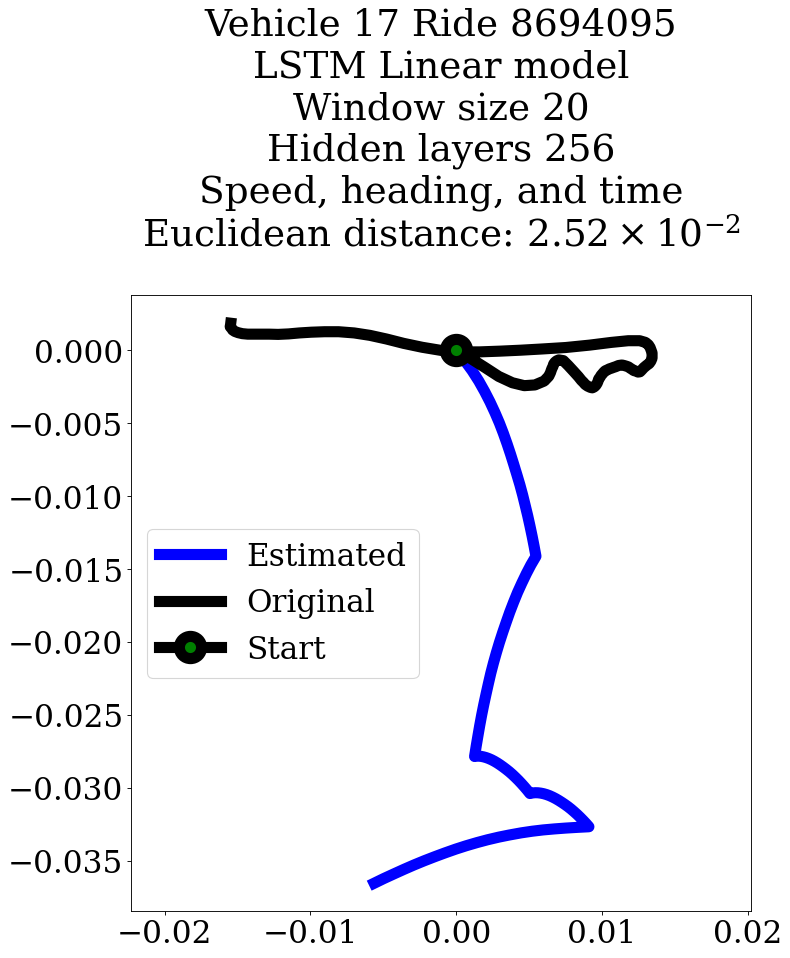 Vehicle 17 Ride 8694095
LSTM Linear model
Window size 20
Hidden layers 256
Speed, heading, and time
Euclidean distance: 2.52 × 10⁻²
0.000
−0.005
−0.010
−0.015
−0.020
−0.025
−0.030
−0.035
Estimated
Original
Start
−0.02 −0.01 0.00 0.01 0.02